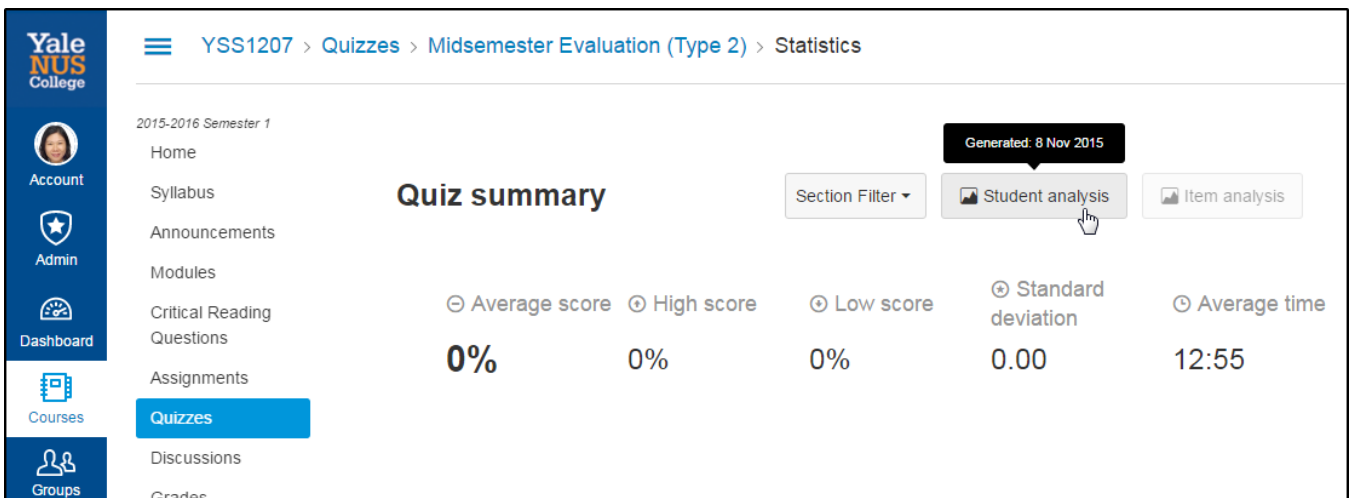 Yale
NUS
College
YSS1207 > Quizzes > Midsemester Evaluation (Type 2) > Statistics
Account
Admin
Dashboard
Courses
Groups
2015-2016 Semester 1
Home
Syllabus
Announcements
Modules
Critical Reading
Questions
Assignments
Quizzes
Discussions
Grades
Generated: 8 Nov 2015
Quiz summary
Section Filter
Student analysis
Item analysis
Average score
0%
High score
0%
Low score
0%
Standard
deviation
0.00
Average time
12:55